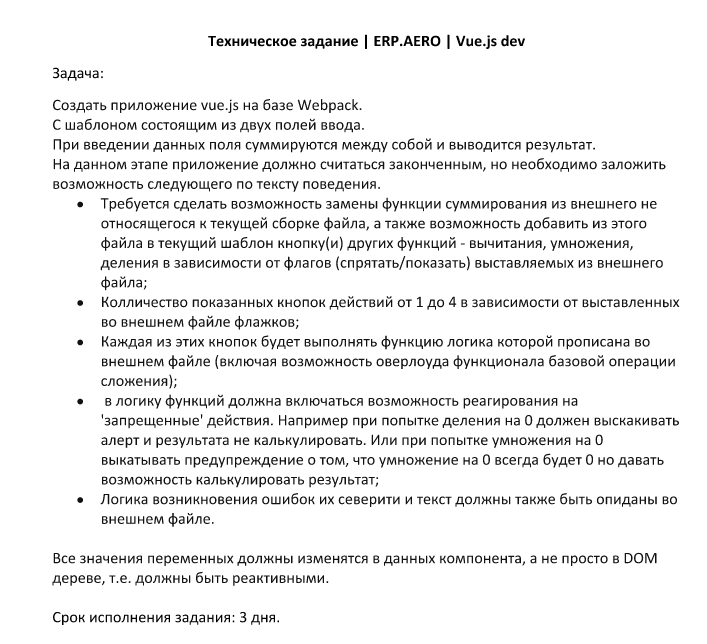 Техническое задание | ERP.AERO | Vue.js dev
Задача:
Создать приложение vue.js на базе Webpack.
С шаблоном состоящим из двух полей ввода.
При введении данных поля суммируются между собой и выводится результат.
На данном этапе приложение должно считаться законченным, но необходимо заложить
возможность следующего по тексту поведения.
• Требуется сделать возможность замены функции суммирования из внешнего не
относящегося к текущей сборке файла, а также возможность добавить из этого
файла в текущий шаблон кнопку(и) других функций - вычитания, умножения,
деления в зависимости от флагов (спрятать/показать) выставляемых из внешнего
файла;
• Колличество показанных кнопок действий от 1 до 4 в зависимости от выставленных
во внешнем файле флажков;
• Каждая из этих кнопок будет выполнять функцию логика которой прописана во
внешнем файле (включая возможность оверлоуда функционала базовой операции
сложения);
• в логику функций должна включаться возможность реагирования на
'запрещенные' действия. Например при попытке деления на 0 должен выскакивать
алерт и результата не калькулировать. Или при попытке умножения на 0
выкатывать предупреждение о том, что умножение на 0 всегда будет 0 но давать
возможность калькулировать результат;
• Логика возникновения ошибок их северити и текст должны также быть опиданы во
внешнем файле.
Все значения переменных должны изменятся в данных компонента, а не просто в DOM
дереве, т.е. должны быть реактивными.
Срок исполнения задания: 3 дня.